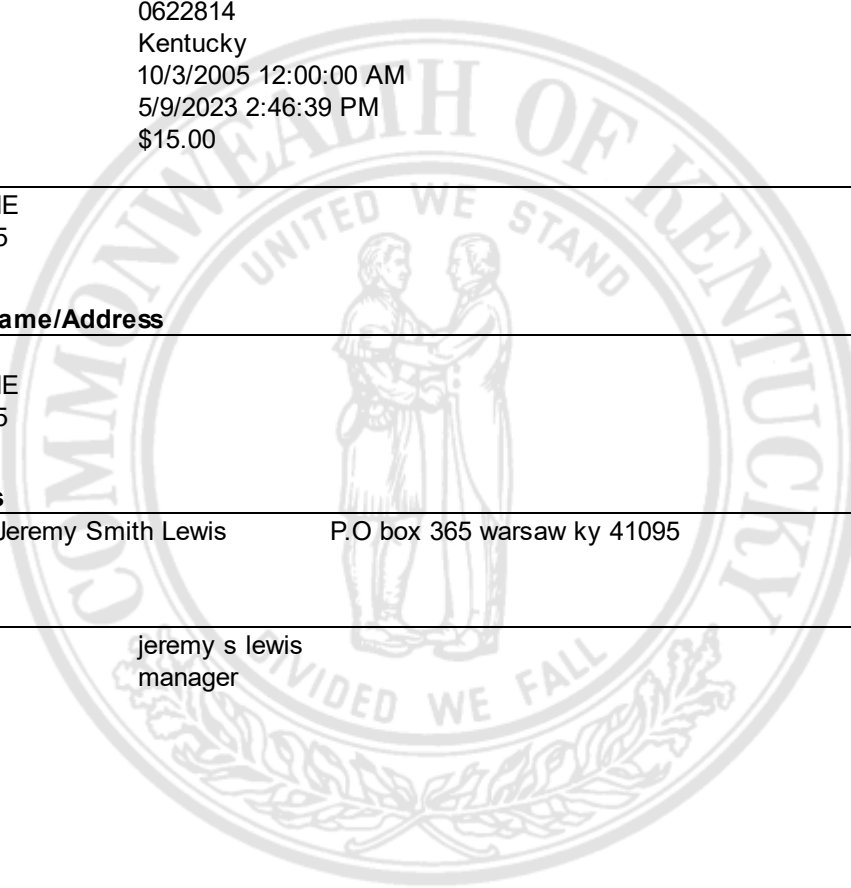 0622814
Kentucky
10/3/2005 12:00:00 AM
5/9/2023 2:46:39 PM
$15.00
IE
5
ame/Address
IE
5
s
Jeremy Smith Lewis P.O box 365 warsaw ky 41095
jeremy s lewis
manager
COMMONWEALTH OF KENTUCKY
UNITED WE STAND
DIVIDED WE FALL